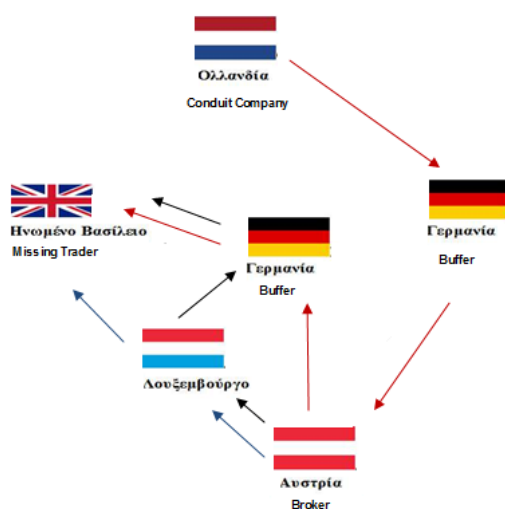 Ολλανδία
Conduit Company
Ηνωμένο Βασίλειο
Missing Trader
Γερμανία
Buffer
Γερμανία
Buffer
Λουξεμβούργο
Αυστρία
Broker